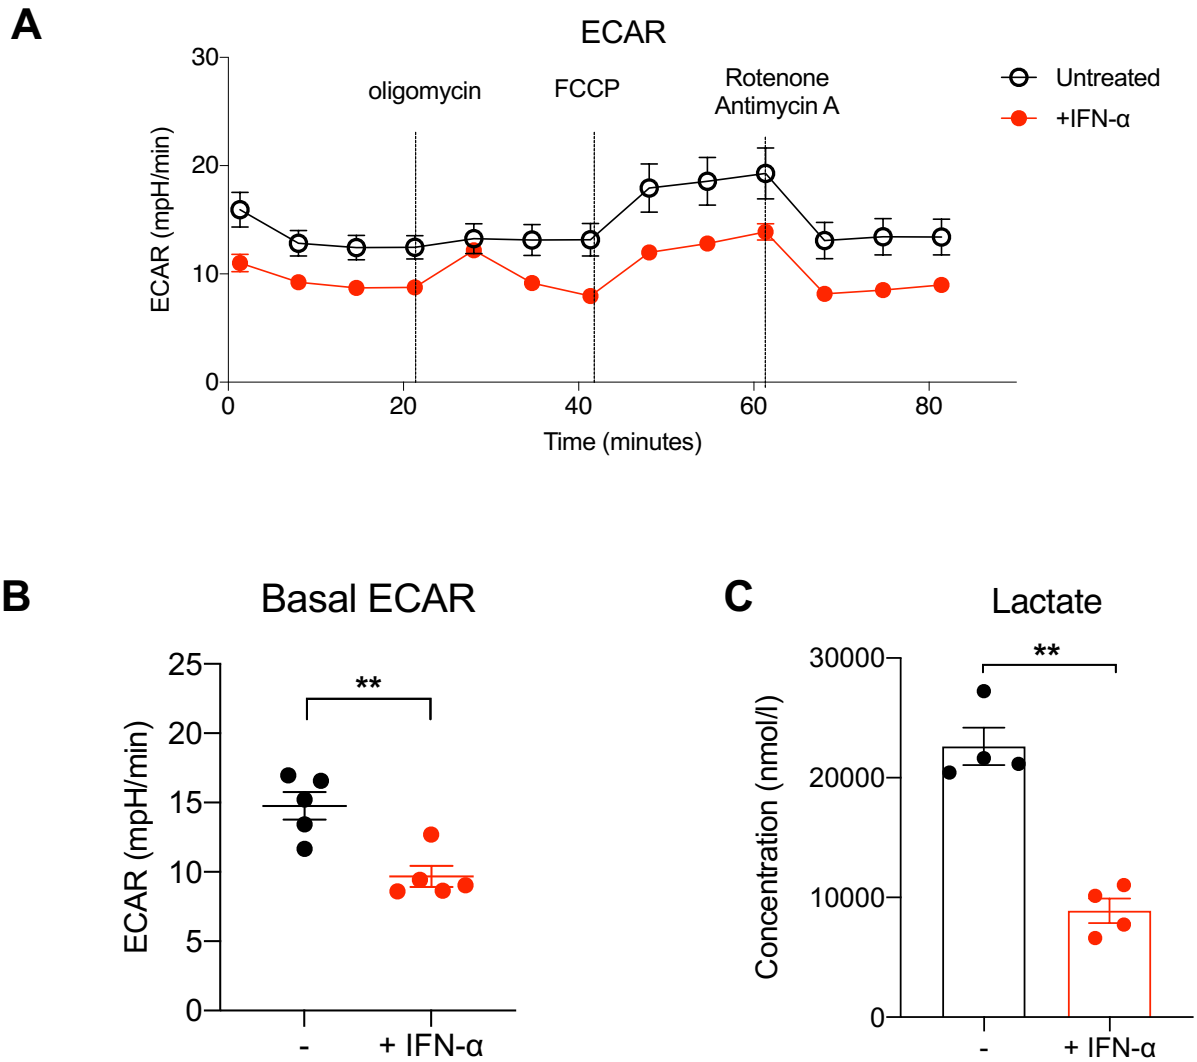 A
ECAR
30
20
10
0
ECAR (mpH/min)
oligomycin
FCCP
Rotenone
Antimycin A
Untreated
+IFN-α
0 20 40 60 80
Time (minutes)
B
Basal ECAR
25
20
15
10
5
0
ECAR (mpH/min)
**
- + IFN-α
C
Lactate
30000
20000
10000
0
Concentration (nmol/l)
**
- + IFN-α